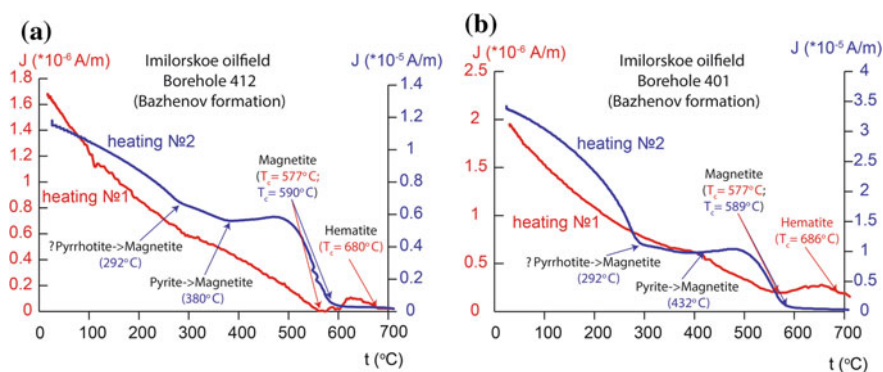 (a)
J (*10-6 A/m)
J (*10-5 A/m)
Imilorskoe oilfield
Borehole 412
(Bazhenov formation)
1.8
1.6
1.4
1.2
1
0.8
0.6
0.4
0.2
0
1.4
1.2
1
0.8
0.6
0.4
0.2
0
heating №2
heating №1
Magnetite
(Tc = 577°C;
Tc = 590°C)
Hematite
(Tc = 680°C)
?Pyrrhotite->Magnetite
(292°C)
Pyrite->Magnetite
(380°C)
0 100 200 300 400 500 600 700
t (°C)
(b)
J (*10-6 A/m)
J (*10-5 A/m)
Imilorskoe oilfield
Borehole 401
(Bazhenov formation)
2.5
2
1.5
1
0.5
0
4
3.5
3
2.5
2
1.5
1
0.5
0
heating №2
heating №1
Magnetite
(Tc = 577°C;
Tc = 589°C)
Hematite
(Tc = 686°C)
?Pyrrhotite->Magnetite
(292°C)
Pyrite->Magnetite
(432°C)
0 100 200 300 400 500 600 700
t (°C)